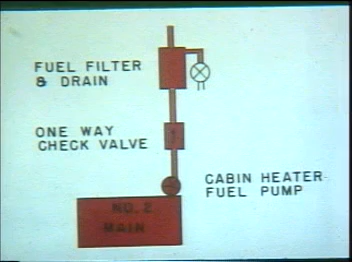 FUEL FILTER
& DRAIN
ONE WAY
CHECK VALVE
CABIN HEATER
FUEL PUMP
NO. 2
MAIN